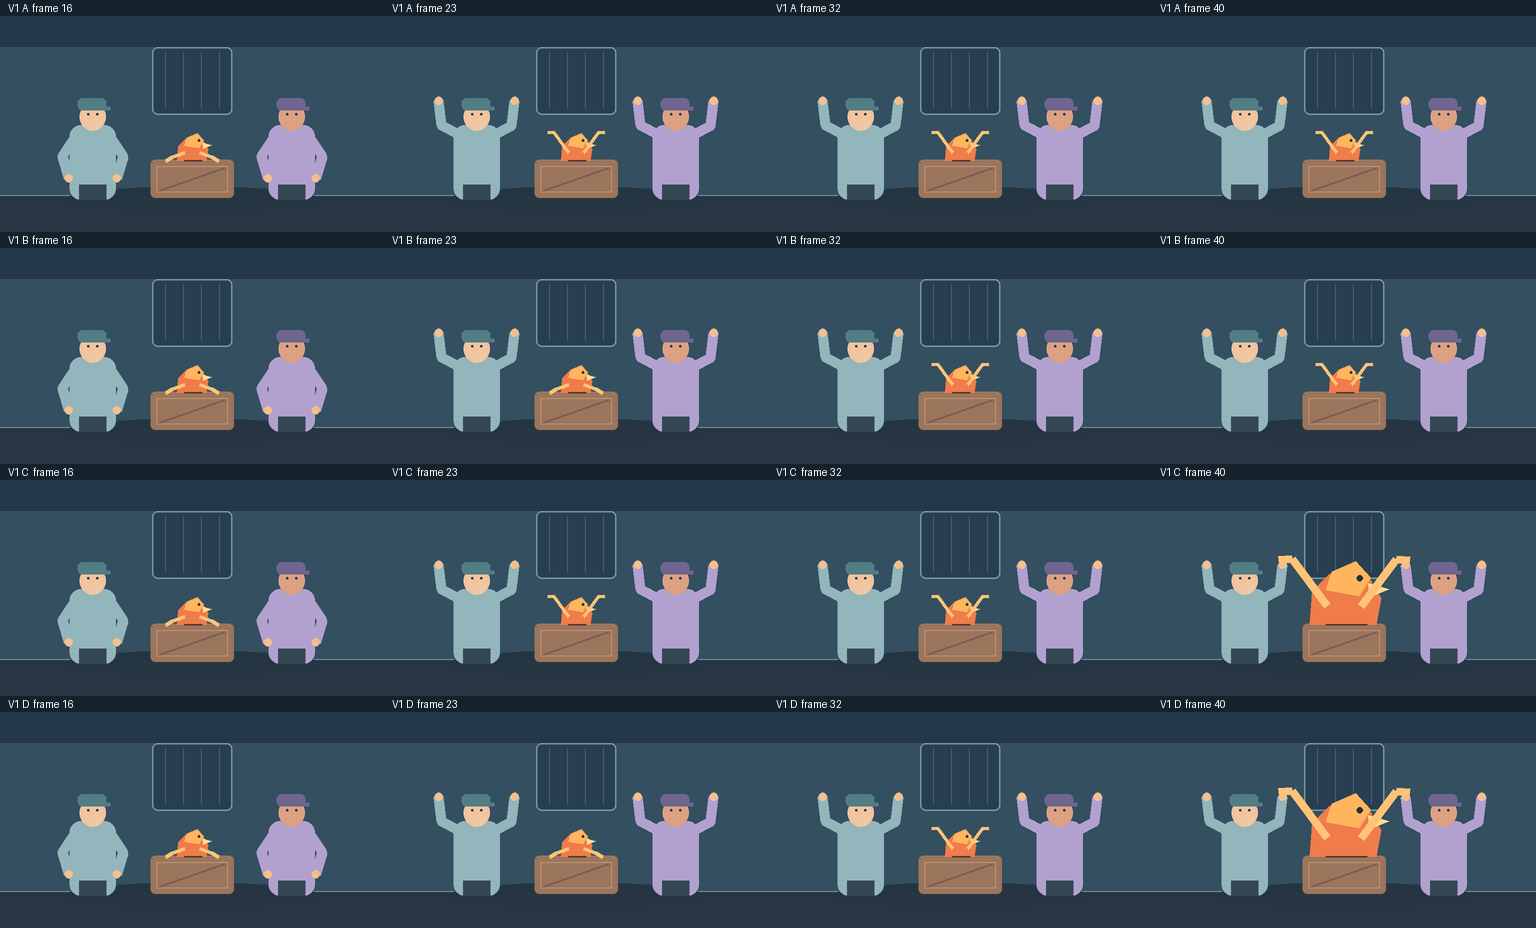 V1 A frame 16
V1 A frame 23
V1 A frame 32
V1 A frame 40
V1 B frame 16
V1 B frame 23
V1 B frame 32
V1 B frame 40
V1 C frame 16
V1 C frame 23
V1 C frame 32
V1 C frame 40
V1 D frame 16
V1 D frame 23
V1 D frame 32
V1 D frame 40